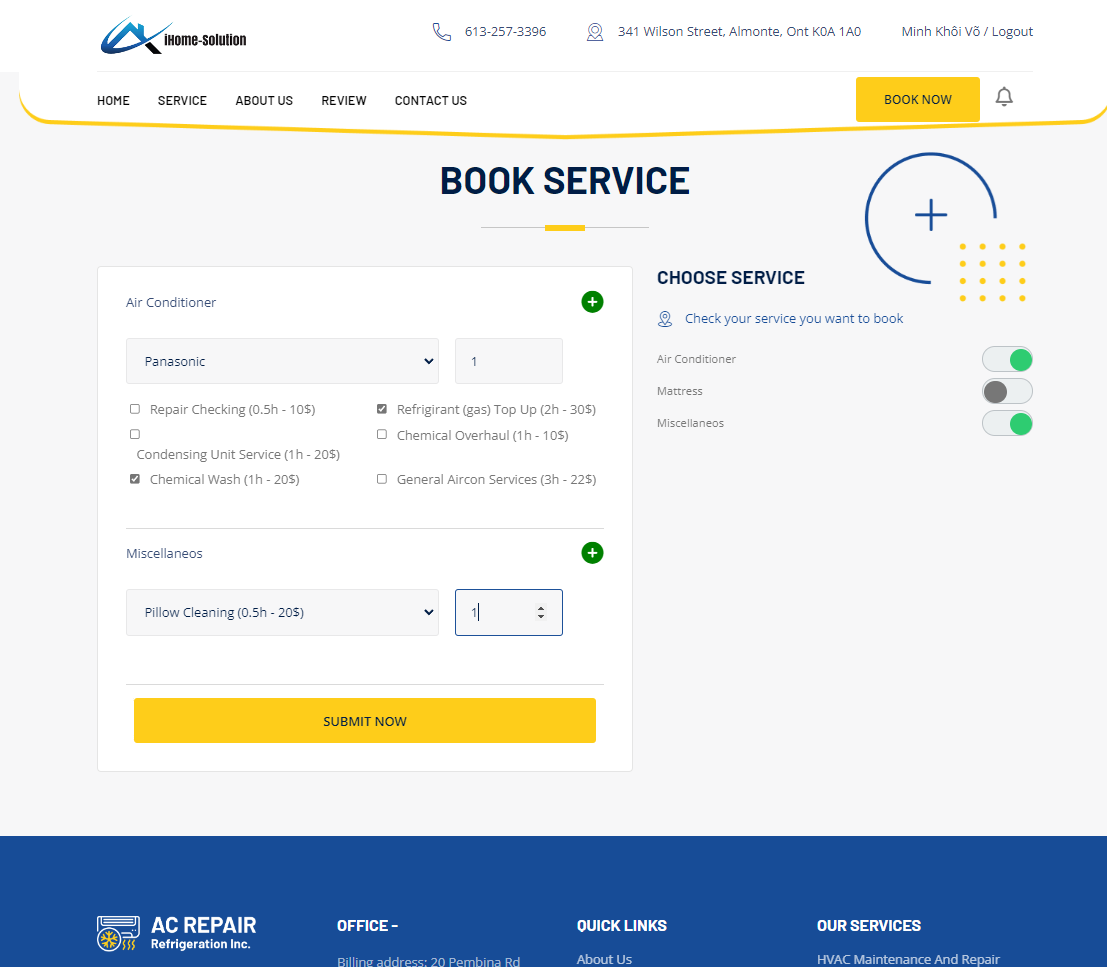 iHome-solution
613-257-3396
341 Wilson Street, Almonte, Ont K0A 1A0
Minh Khôi Võ / Logout
HOME
SERVICE
ABOUT US
REVIEW
CONTACT US
BOOK NOW
BOOK SERVICE
Air Conditioner
Panasonic
1
Repair Checking (0.5h - 10$)
Refrigirant (gas) Top Up (2h - 30$)
Chemical Overhaul (1h - 10$)
Condensing Unit Service (1h - 20$)
Chemical Wash (1h - 20$)
General Aircon Services (3h - 22$)
Miscellaneos
Pillow Cleaning (0.5h - 20$)
1
SUBMIT NOW
CHOOSE SERVICE
Check your service you want to book
Air Conditioner
Mattress
Miscellaneos
AC REPAIR
Refrigeration Inc.
OFFICE -
Billing address: 20 Pembina Rd
QUICK LINKS
About Us
OUR SERVICES
HVAC Maintenance And Repair